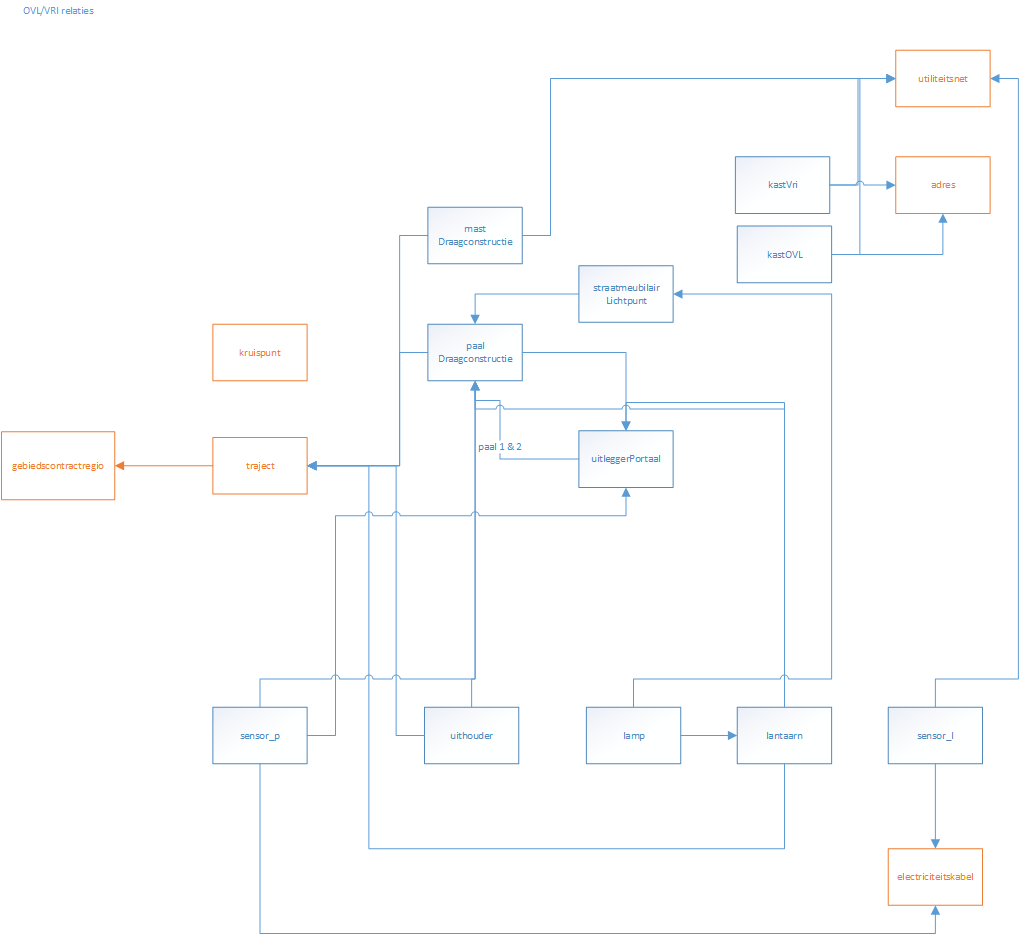 OVL/VRI relaties
utiliteitsnet
kastVri
adres
mast
Draagconstructie
kastOVL
straatmeubilair
Lichtpunt
kruispunt
paal
Draagconstructie
paal 1 & 2
gebiedscontractregio
traject
uitleggerPortaal
sensor_p
uithouder
lamp
lantaarn
sensor_l
electriciteitskabel